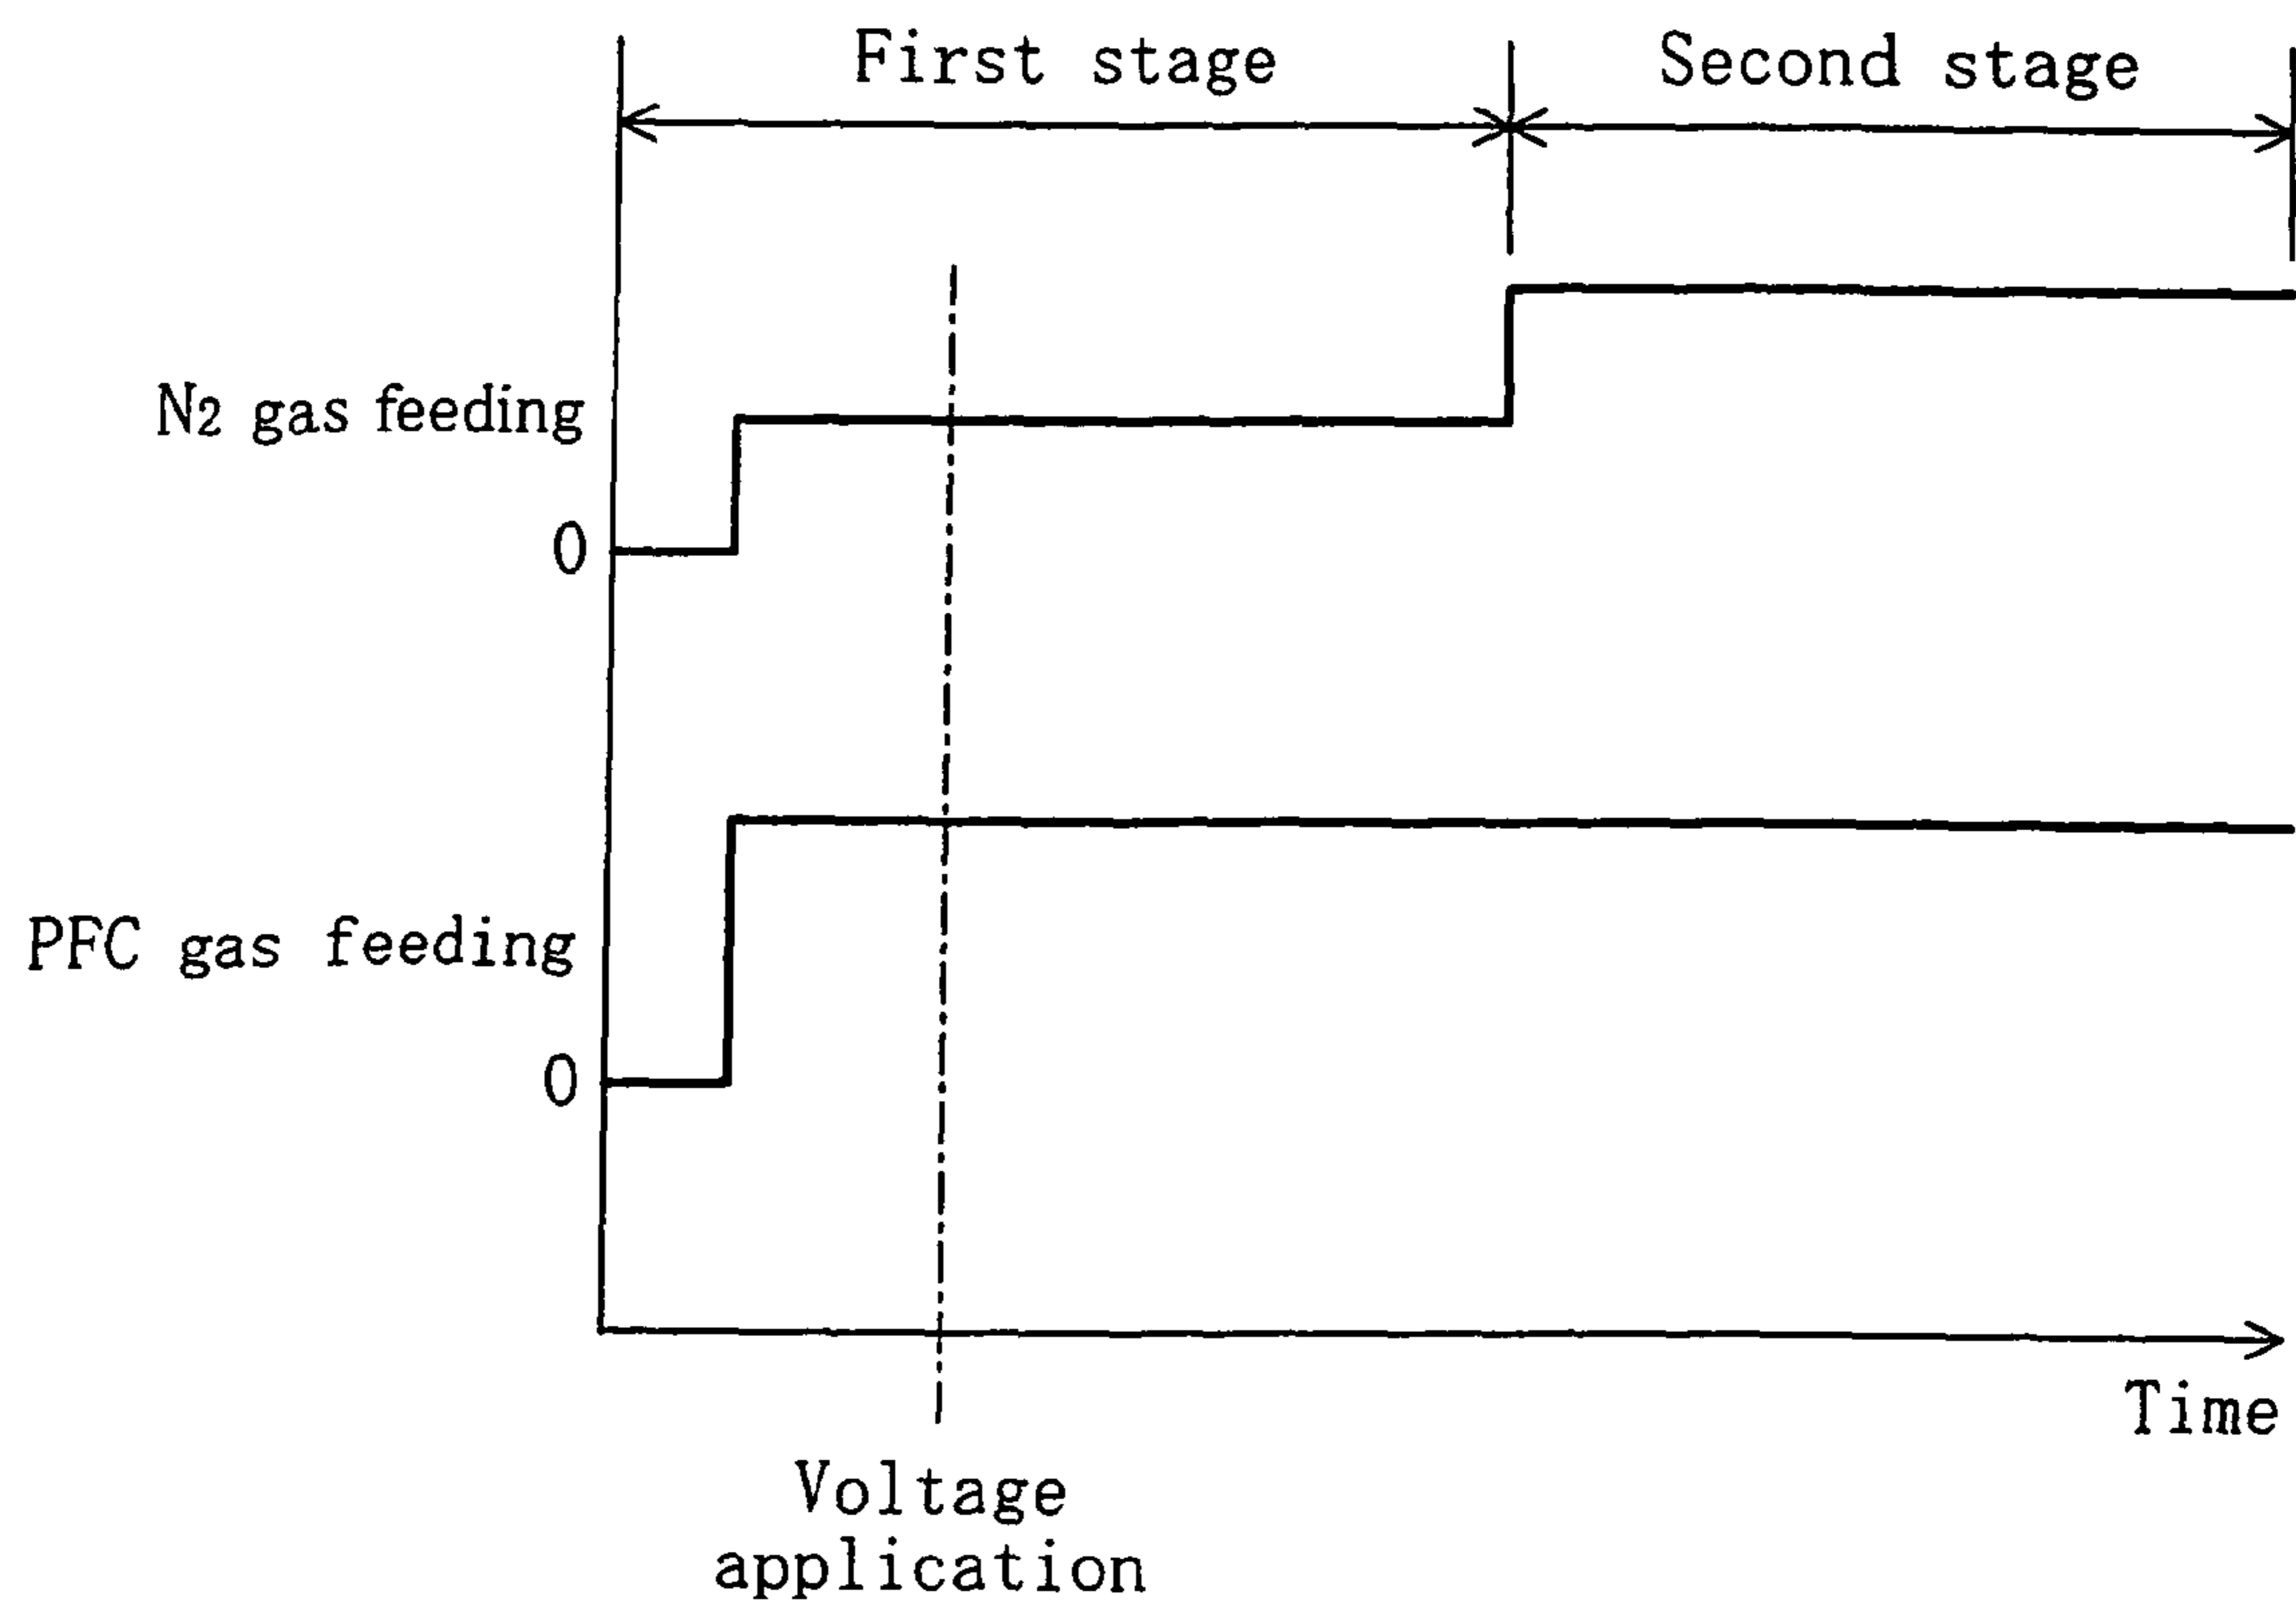 First stage
Second stage
N2 gas feeding
0
PFC gas feeding
0
Time
Voltage
application